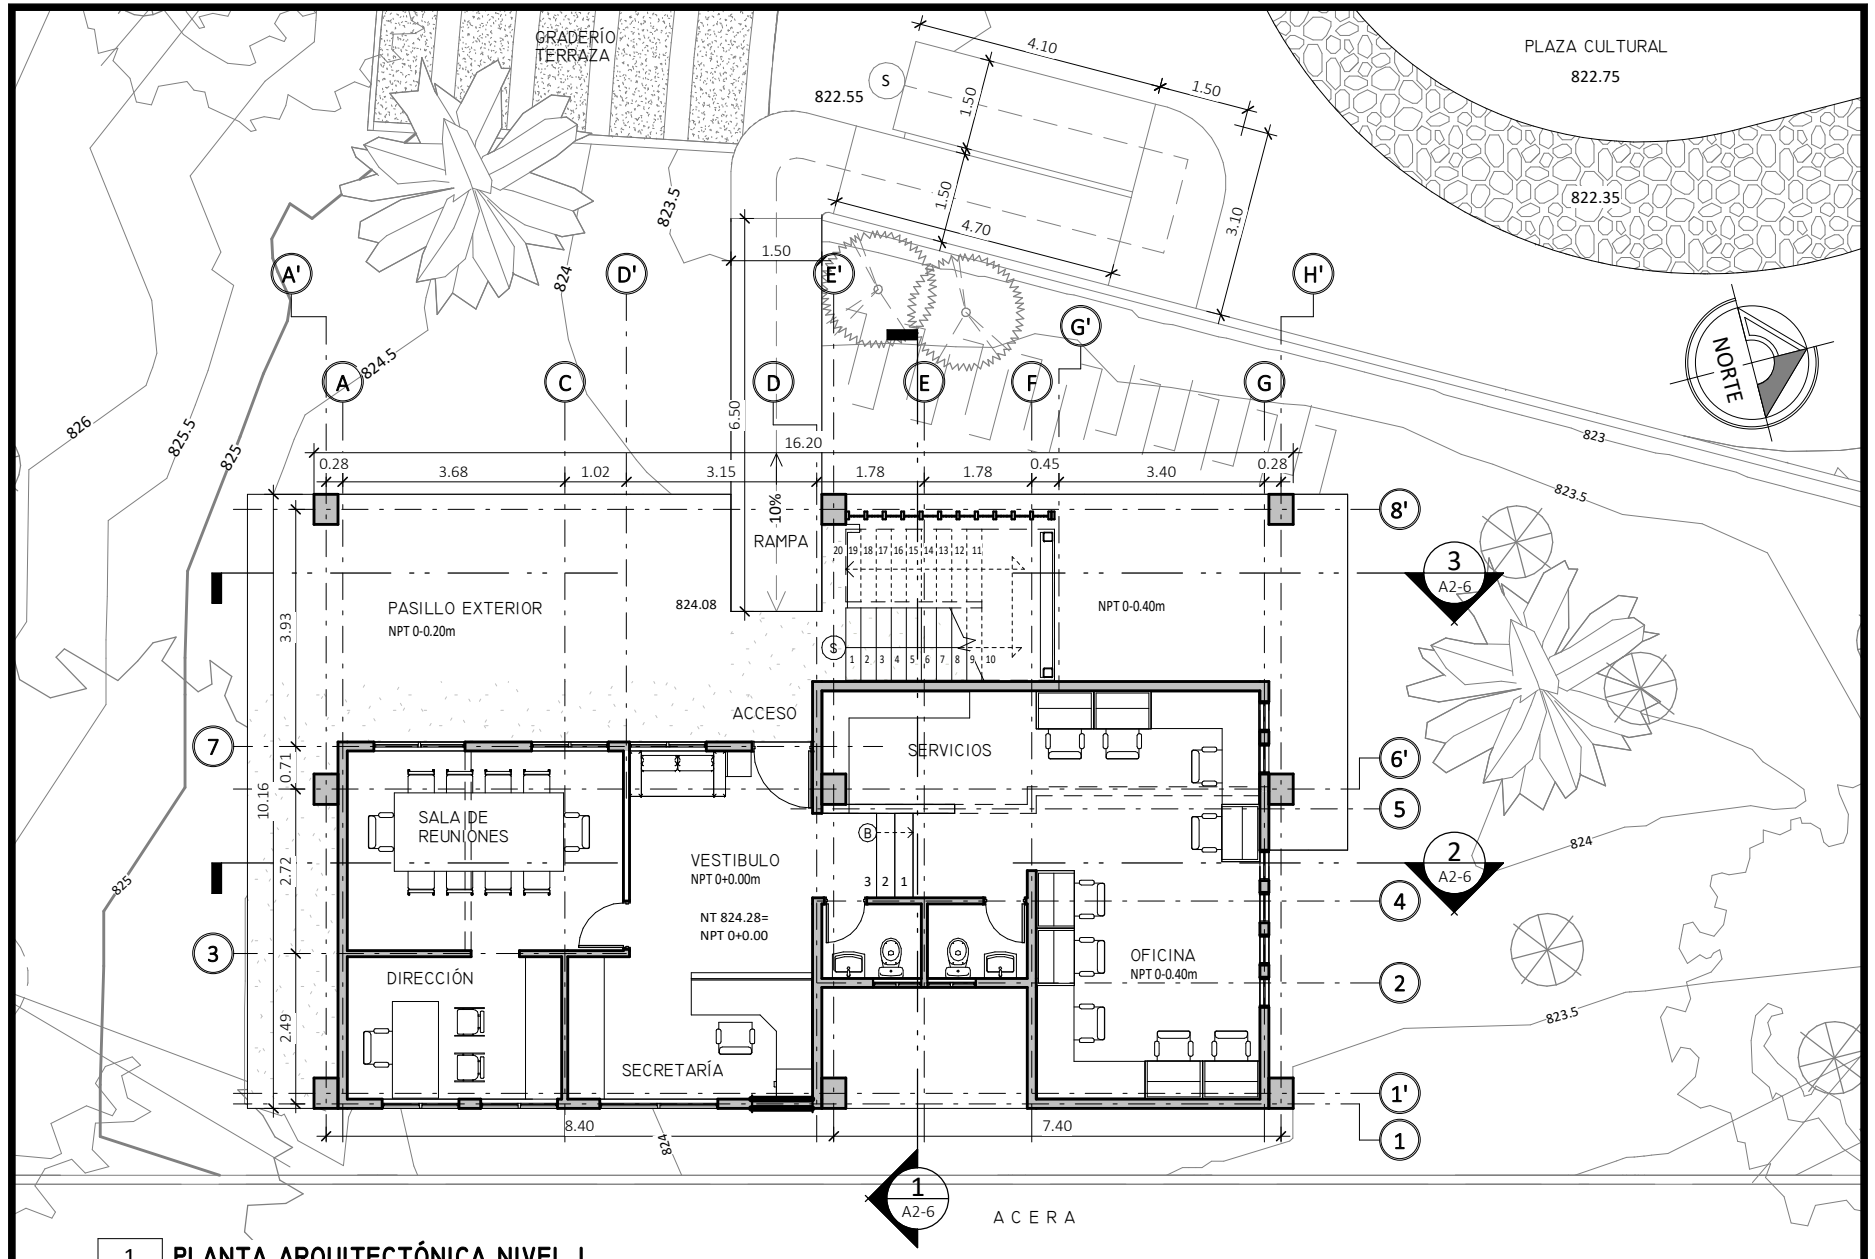 GRADERÍO
TERRAZA
PLAZA CULTURAL
822.75
822.35
822.55
S
4.10
1.50
1.50
1.50
4.70
3.10
1.50
823.5
824
824.5
826
825.5
825
825
6.50
NORTE
A'
D'
E'
G'
H'
A
C
D
E
F
G
16.20
0.28
3.68
1.02
3.15
1.78
1.78
0.45
3.40
0.28
823
823.5
10%
RAMPA
8'
20 19 18 17 16 15 14 13 12 11
3
A2-6
PASILLO EXTERIOR
NPT 0-0.20m
824.08
NPT 0-0.40m
3.93
S
1 2 3 4 5 6 7 8 9 10
ACCESO
7
SERVICIOS
6'
0.71
10.16
5
SALA DE
REUNIONES
B
VESTIBULO
NPT 0+0.00m
2
A2-6
824
2.72
3 2 1
4
NT 824.28=
NPT 0+0.00
3
OFICINA
NPT 0-0.40m
DIRECCIÓN
2
823.5
2.49
SECRETARÍA
1'
8.40
7.40
824
1
1
A2-6
ACERA
1 PLANTA ARQUITECTÓNICA NIVEL I